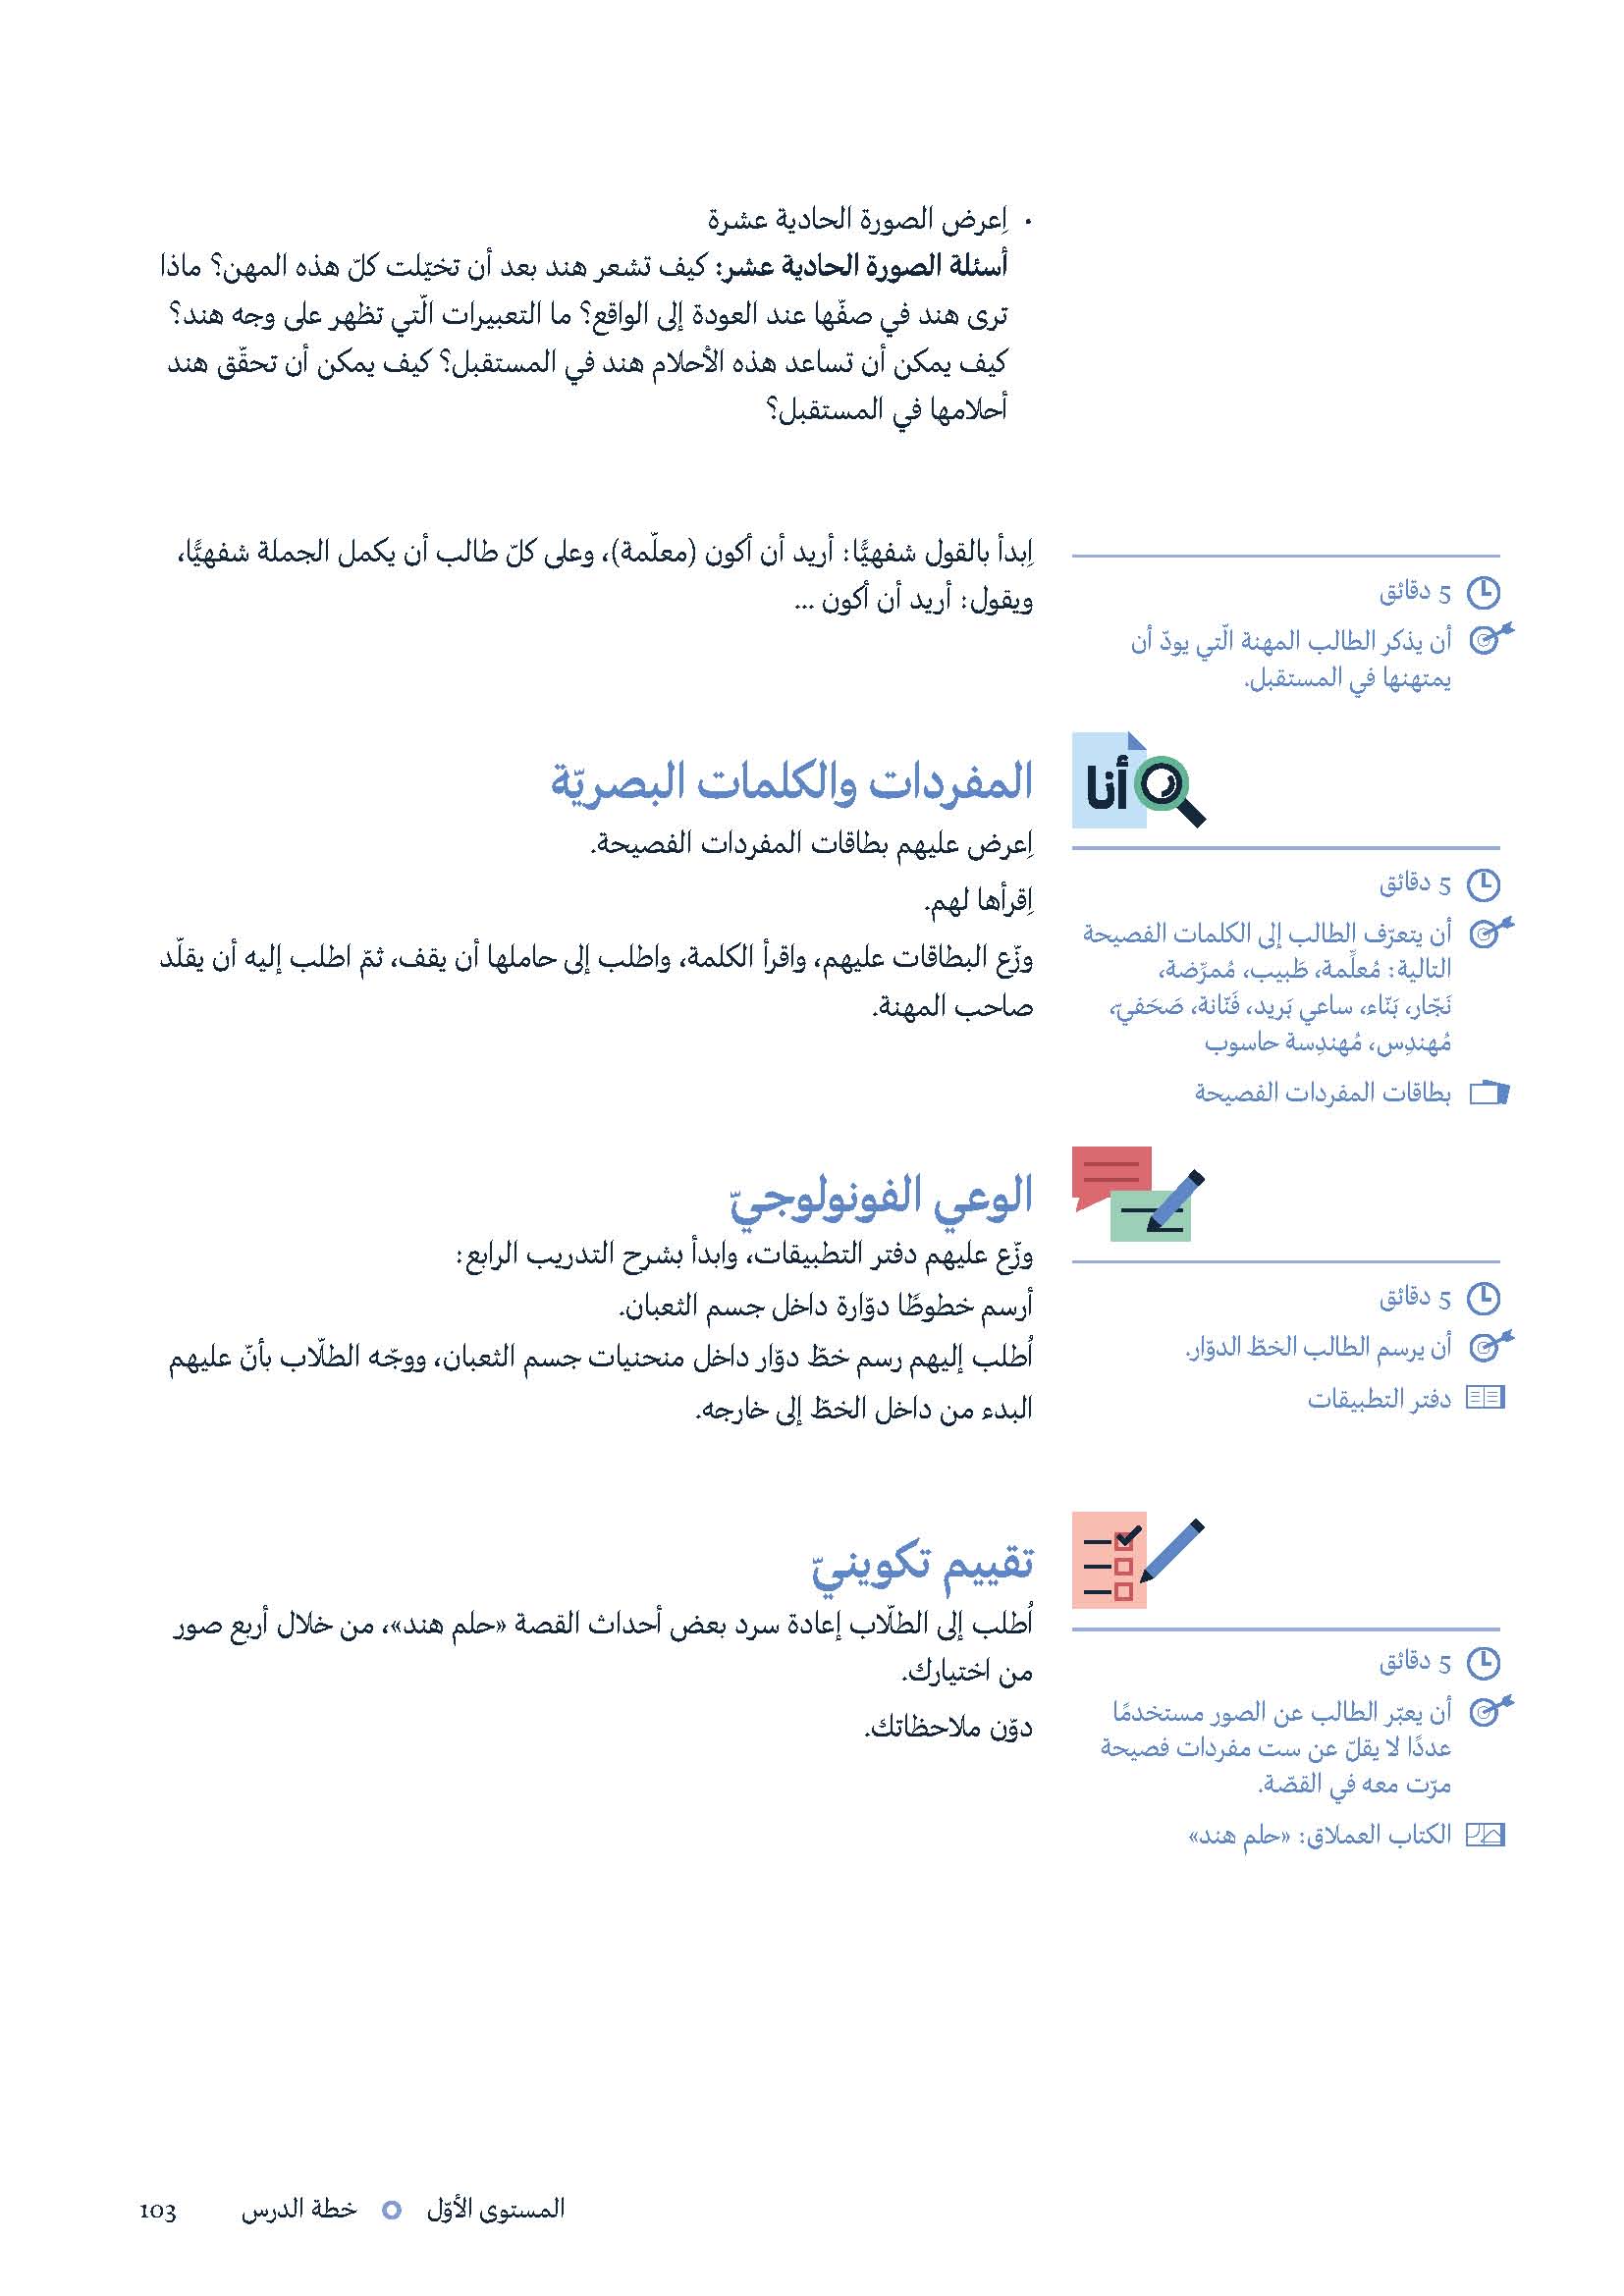 • اِعرض الصورة الحادية عشرة
أسئلة الصورة الحادية عشر: كيف تشعر هند بعد أن تخيّلت كلّ هذه المهن؟ ماذا
ترى هند في صفّها عند العودة إلى الواقع؟ ما التعبيرات الّتي تظهر على وجه هند؟
كيف يمكن أن تساعد هذه الأحلام هند في المستقبل؟ كيف يمكن أن تحقّق هند
أحلامها في المستقبل؟
5 دقائق
أن يذكر الطالب المهنة الّتي يودّ أن
يمتهنها في المستقبل.
اِبدأ بالقول شفهيًّا: أريد أن أكون (معلّمة)، وعلى كلّ طالب أن يكمل الجملة شفهيًّا،
ويقول: أريد أن أكون ...
أنا
المفردات والكلمات البصريّة
5 دقائق
أن يتعرّف الطالب إلى الكلمات الفصيحة
التالية: مُعلِّمة، طَبيب، مُمرِّضة،
نَجّار، بَنّاء، ساعي بَريد، فَنّانة، صَحَفيّ،
مُهندِس، مُهندِسة حاسوب
بطاقات المفردات الفصيحة
اِعرض عليهم بطاقات المفردات الفصيحة.
اِقرأها لهم.
وزّع البطاقات عليهم، واقرأ الكلمة، واطلب إلى حاملها أن يقف، ثمّ اطلب إليه أن يقلّد
صاحب المهنة.
الوعي الفونولوجيّ
5 دقائق
أن يرسم الطالب الخطّ الدوّار.
دفتر التطبيقات
وزّع عليهم دفتر التطبيقات، وابدأ بشرح التدريب الرابع:
أرسم خطوطًا دوّارة داخل جسم الثعبان.
اُطلب إليهم رسم خطّ دوّار داخل منحنيات جسم الثعبان، ووجّه الطلّاب بأنّ عليهم
البدء من داخل الخطّ إلى خارجه.
تقييم تكوينيّ
5 دقائق
أن يعبّر الطالب عن الصور مستخدمًا
عددًا لا يقلّ عن ست مفردات فصيحة
مرّت معه في القصّة.
الكتاب العملاق: «حلم هند»
اُطلب إلى الطلّاب إعادة سرد بعض أحداث القصة «حلم هند»، من خلال أربع صور
من اختيارك.
دوّن ملاحظاتك.
المستوى الأوّل خطة الدرس 103